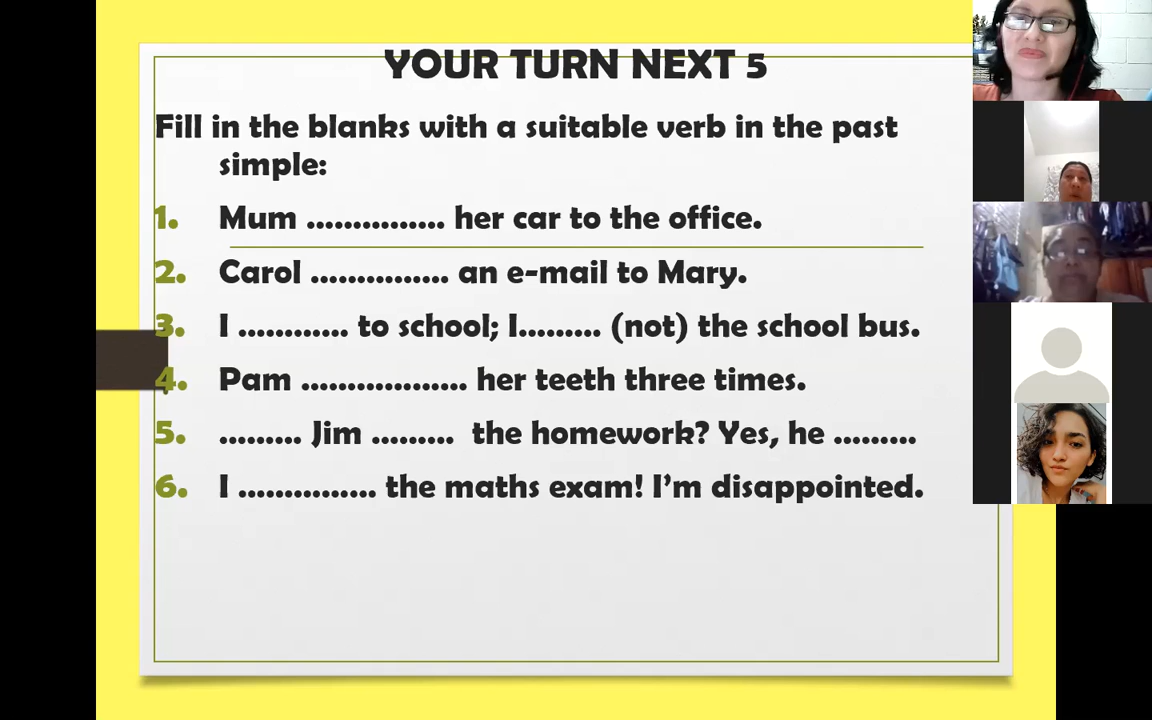 YOUR TURN NEXT 5
Fill in the blanks with a suitable verb in the past
simple:
1. Mum ............... her car to the office.
2. Carol ............... an e-mail to Mary.
3. I ............ to school; I......... (not) the school bus.
4. Pam .................. her teeth three times.
5. ......... Jim ......... the homework? Yes, he .........
6. I ............... the maths exam! I’m disappointed.